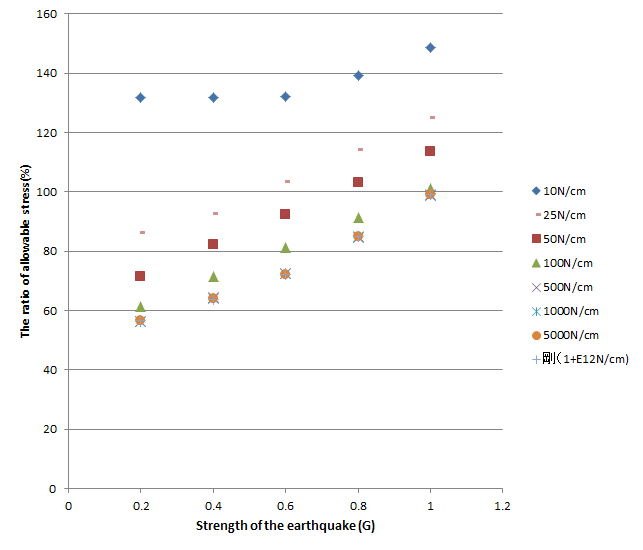 160
140
120
100
80
60
40
20
0
The ratio of allowable stress(%)
0
0.2
0.4
0.6
0.8
1
1.2
Strength of the earthquake (G)
10N/cm
25N/cm
50N/cm
100N/cm
500N/cm
1000N/cm
5000N/cm
剛(1+E12N/cm)